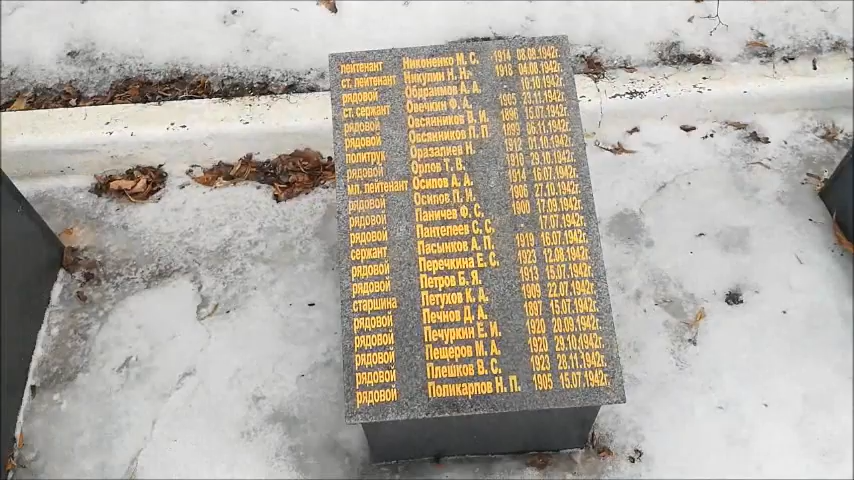 лейтенант Никоненко М. С. 1914 08.08.1942г.
ст. лейтенант Никулин Н. Н. 1918 04.08.1942г.
рядовой Обдраимов А. А. 10.1942г.
ст. сержант Овечкин Ф. А. 1905 23.11.1942г.
рядовой Овсянников В. И. 1896 15.07.1942г.
рядовой Овсянников П. П. 1899 06.11.1942г.
политрук Оразалиев Н. 1912 01.10.1942г.
рядовой Орлов Т. В. 1910 29.10.1942г.
мл. лейтенант Осипов Д. А. 1914 16.07.1942г.
рядовой Осипов П. И. 1906 27.10.1942г.
рядовой Паничев Ф. С. 1900 17.09.1942г.
рядовой Пантелеев С. С. 17.07.1942г.
сержант Пасынков А. П. 1919 16.07.1942г.
рядовой Перечкина Е. С. 1923 12.08.1942г.
рядовой Петров Б. Я. 1913 15.07.1942г.
старшина Петухов К. А. 1909 22.07.1942г.
рядовой Печнов Д. А. 1897 15.07.1942г.
рядовой Печуркин Е. И. 1920 20.09.1942г.
рядовой Пещеров М. А. 1920 29.10.1942г.
рядовой Плешков В. С. 1923 28.11.1942г.
рядовой Поликарпов Н. П. 1905 15.07.1942г.